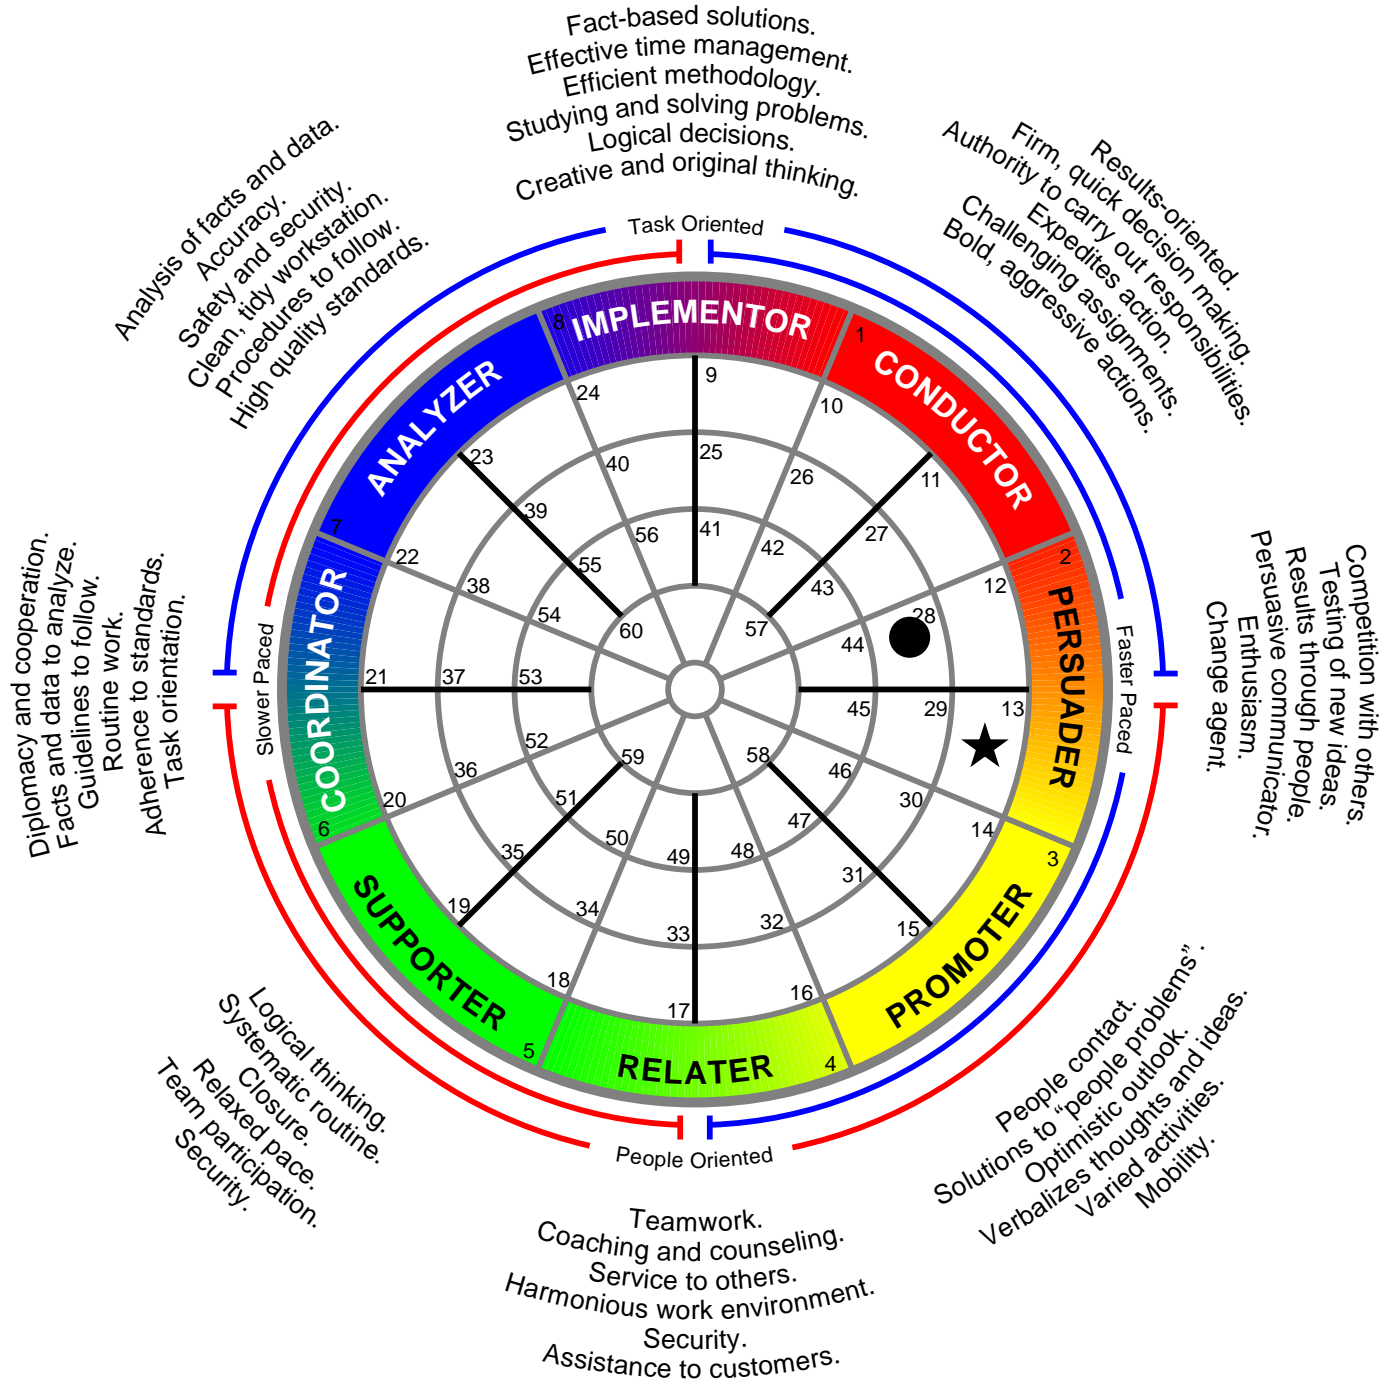 Fact-based solutions.
Effective time management.
Efficient methodology.
Studying and solving problems.
Logical decisions.
Creative and original thinking.
Analysis of facts and data.
Accuracy.
Safety and security.
Clean, tidy workstation.
Procedures to follow.
High quality standards.
Results-oriented.
Firm, quick decision making.
Authority to carry out responsibilities.
Expedites action.
Challenging assignments.
Bold, aggressive actions.
Task Oriented
8
IMPLEMENTOR
1
CONDUCTOR
2
PERSUADER
3
PROMOTER
4
RELATER
5
SUPPORTER
6
COORDINATOR
7
ANALYZER
Slower Paced
Faster Paced
People Oriented
9
10
11
12
13
14
15
16
17
18
19
20
21
22
23
24
25
26
27
28
29
30
31
32
33
34
35
36
37
38
39
40
41
42
43
44
45
46
47
48
49
50
51
52
53
54
55
56
57
58
59
60
Diplomacy and cooperation.
Facts and data to analyze.
Guidelines to follow.
Routine work.
Adherence to standards.
Task orientation.
Competition with others.
Testing of new ideas.
Results through people.
Persuasive communicator.
Enthusiasm.
Change agent.
Logical thinking.
Systematic routine.
Closure.
Relaxed pace.
Team participation.
Security.
People contact.
Solutions to “people problems”.
Optimistic outlook.
Verbalizes thoughts and ideas.
Varied activities.
Mobility.
Teamwork.
Coaching and counseling.
Service to others.
Harmonious work environment.
Security.
Assistance to customers.